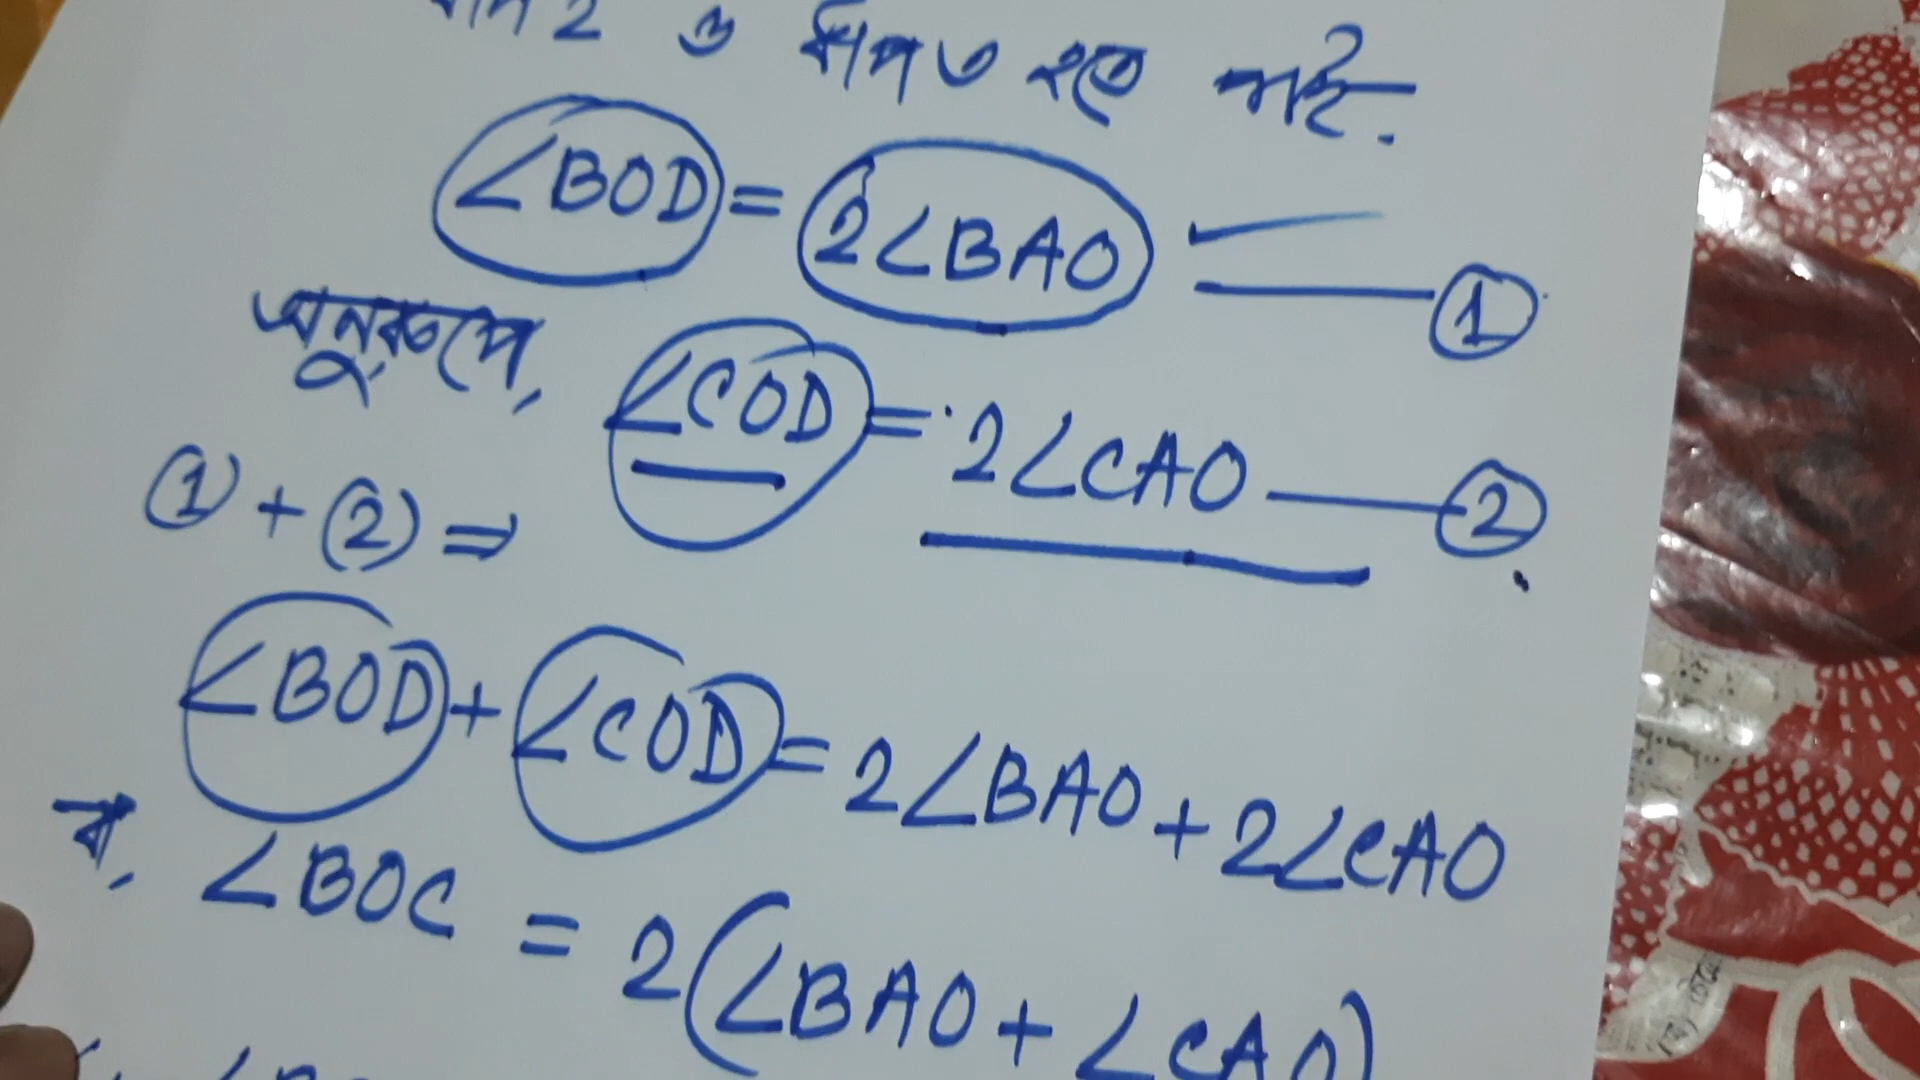 ধাপ 2 ও ধাপ ৩ হতে পাই.
∠BOD = 2∠BAO ——— ①
অনুরূপে, ∠COD = 2∠CAO ——— ②
① + ② ⇒
∠BOD + ∠COD = 2∠BAO + 2∠CAO
বা, ∠BOC = 2(∠BAO + ∠CAO)